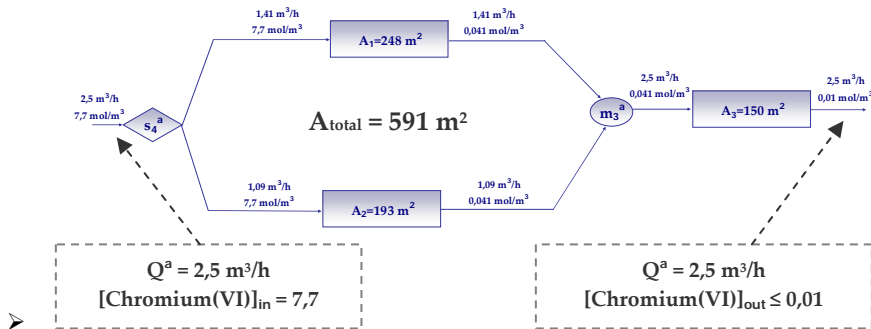 1,41 m³/h
7,7 mol/m³
A₁=248 m²
1,41 m³/h
0,041 mol/m³
2,5 m³/h
7,7 mol/m³
s₄ᵃ
A_total = 591 m²
m₃ᵃ
2,5 m³/h
0,041 mol/m³
A₃=150 m²
2,5 m³/h
0,01 mol/m³
1,09 m³/h
7,7 mol/m³
A₂=193 m²
1,09 m³/h
0,041 mol/m³
Qᵃ = 2,5 m³/h
[Chromium(VI)]in = 7,7
Qᵃ = 2,5 m³/h
[Chromium(VI)]out ≤ 0,01